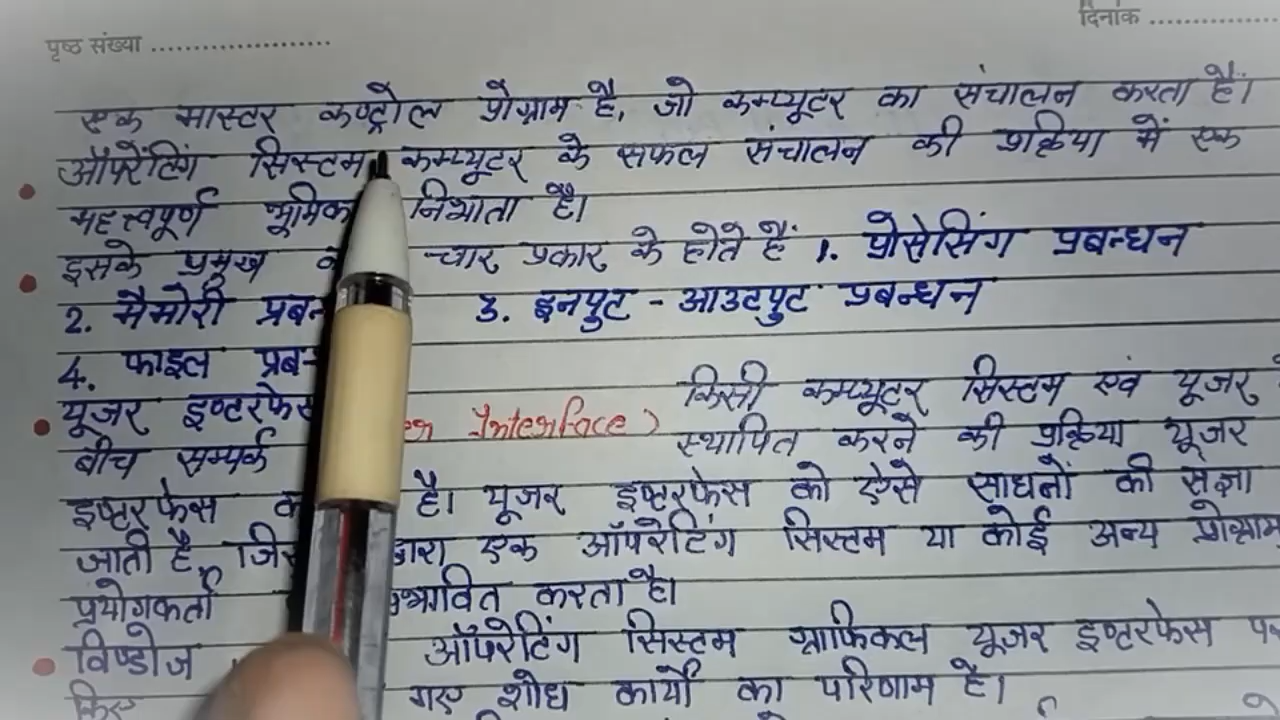 पृष्ठ संख्या ......................
दिनांक ................
एक मास्टर कण्ट्रोल प्रोग्राम है, जो कम्प्यूटर का संचालन करता है।
ऑपरेटिंग सिस्टम कम्प्यूटर के सफल संचालन की प्रक्रिया में एक
महत्त्वपूर्ण निभाता है।
इसके प्रमुख चार प्रकार के होते हैं 1. प्रोसेसिंग प्रबन्धन
2. मैमोरी 3. इनपुट - आउटपुट प्रबन्धन
4. फाइल
यूजर Interface) किसी कम्प्यूटर सिस्टम एवं यूजर
बीच सम्पर्क स्थापित करने की प्रक्रिया यूजर
इण्टरफेस है। यूजर इण्टरफेस को ऐसे साधनों की संज्ञा
जाती है, एक ऑपरेटिंग सिस्टम या कोई अन्य प्रोग्राम
प्रयोगकर्ता करता है।
विण्डोज ऑपरेटिंग सिस्टम ग्राफिकल यूजर इण्टरफेस
किए गए शोध कार्यों का परिणाम है।